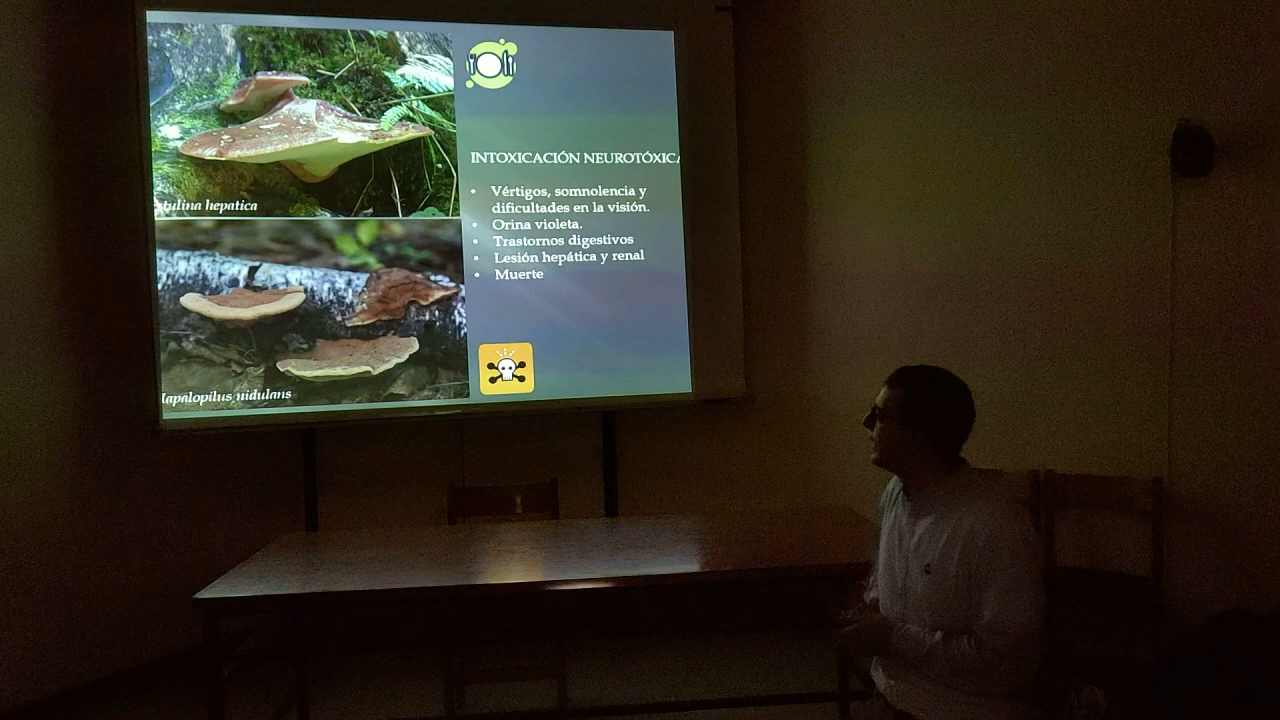 tulina hepatica
INTOXICACIÓN NEUROTÓXICA
• Vértigos, somnolencia y
dificultades en la visión.
• Orina violeta.
• Trastornos digestivos
• Lesión hepática y renal
• Muerte
Hapalopilus nidulans